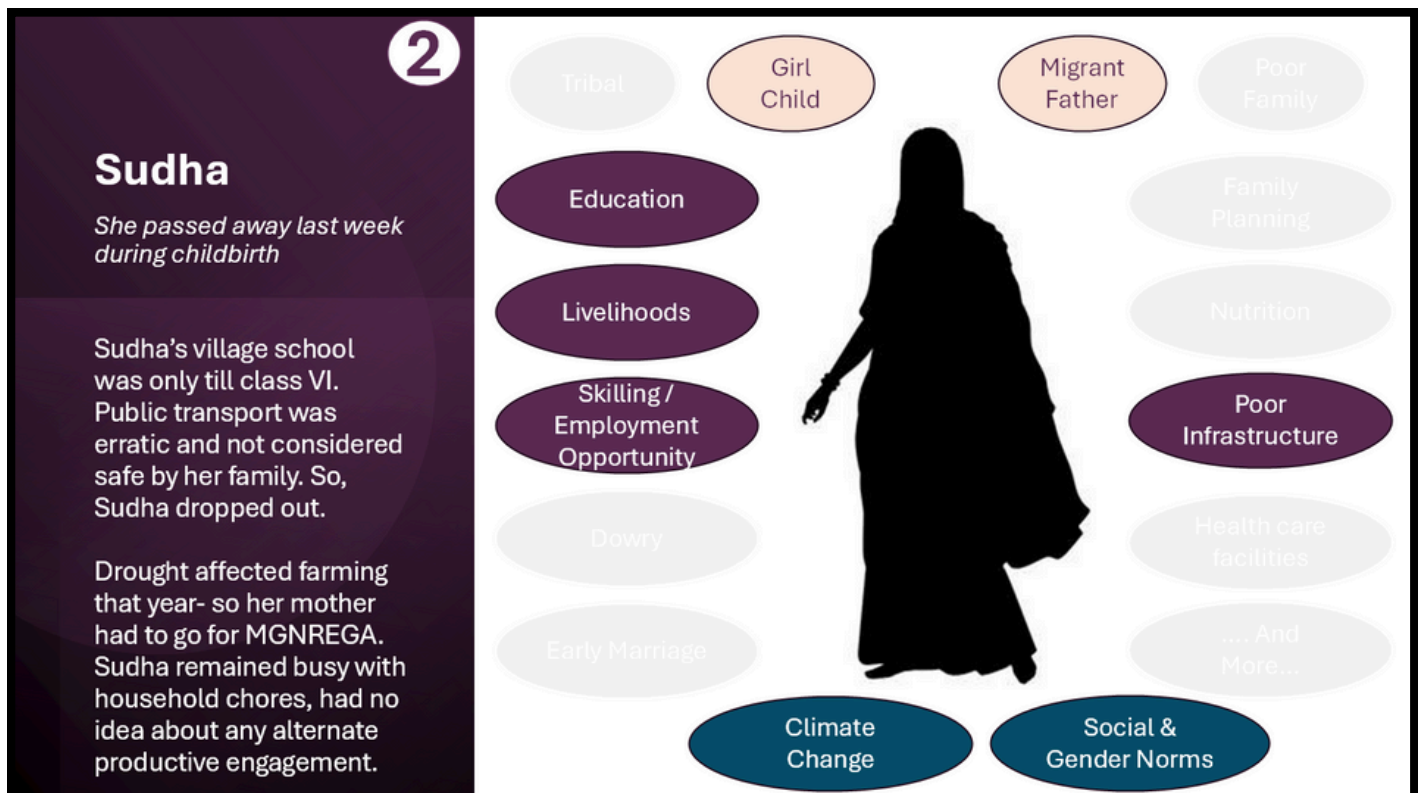 2
Sudha
She passed away last week
during childbirth
Sudha’s village school
was only till class VI.
Public transport was
erratic and not considered
safe by her family. So,
Sudha dropped out.
Drought affected farming
that year- so her mother
had to go for MGNREGA.
Sudha remained busy with
household chores, had no
idea about any alternate
productive engagement.
Tribal
Girl
Child
Migrant
Father
Poor
Family
Education
Livelihoods
Skilling /
Employment
Opportunity
Dowry
Early Marriage
Family
Planning
Nutrition
Poor
Infrastructure
Health care
facilities
.... And
More...
Climate
Change
Social &
Gender Norms